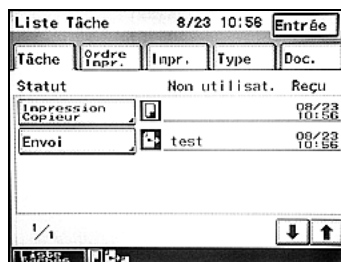 Liste Tâche 8/23 10:56 Entrée
Tâche Ordre Impr. Impr. Type Doc.
Statut Non utilisat. Reçu
Impression Copieur 08/23 10:56
Envoi test 08/23 10:56
1/1
Liste